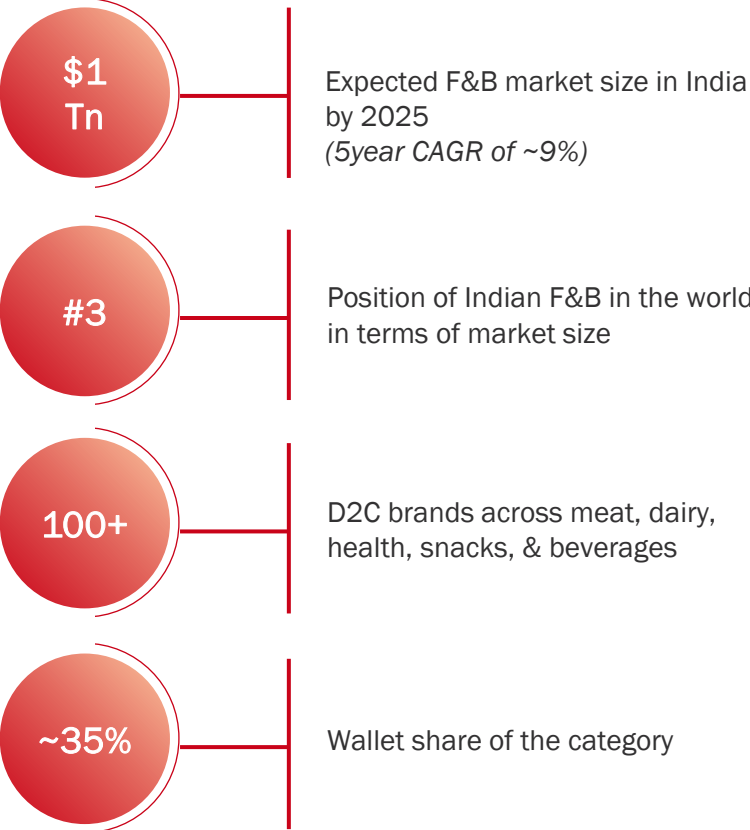 $1
Tn
Expected F&B market size in India
by 2025
(5year CAGR of ~9%)
#3
Position of Indian F&B in the world
in terms of market size
100+
D2C brands across meat, dairy,
health, snacks, & beverages
~35%
Wallet share of the category